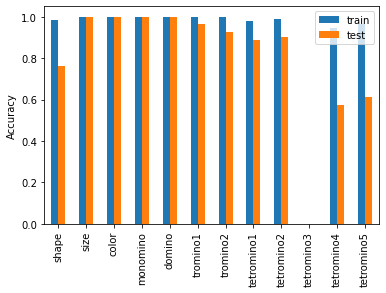 1.0
0.8
0.6
0.4
0.2
0.0
Accuracy
train
test
shape
size
color
monomino
domino
tromino1
tromino2
tetromino1
tetromino2
tetromino3
tetromino4
tetromino5